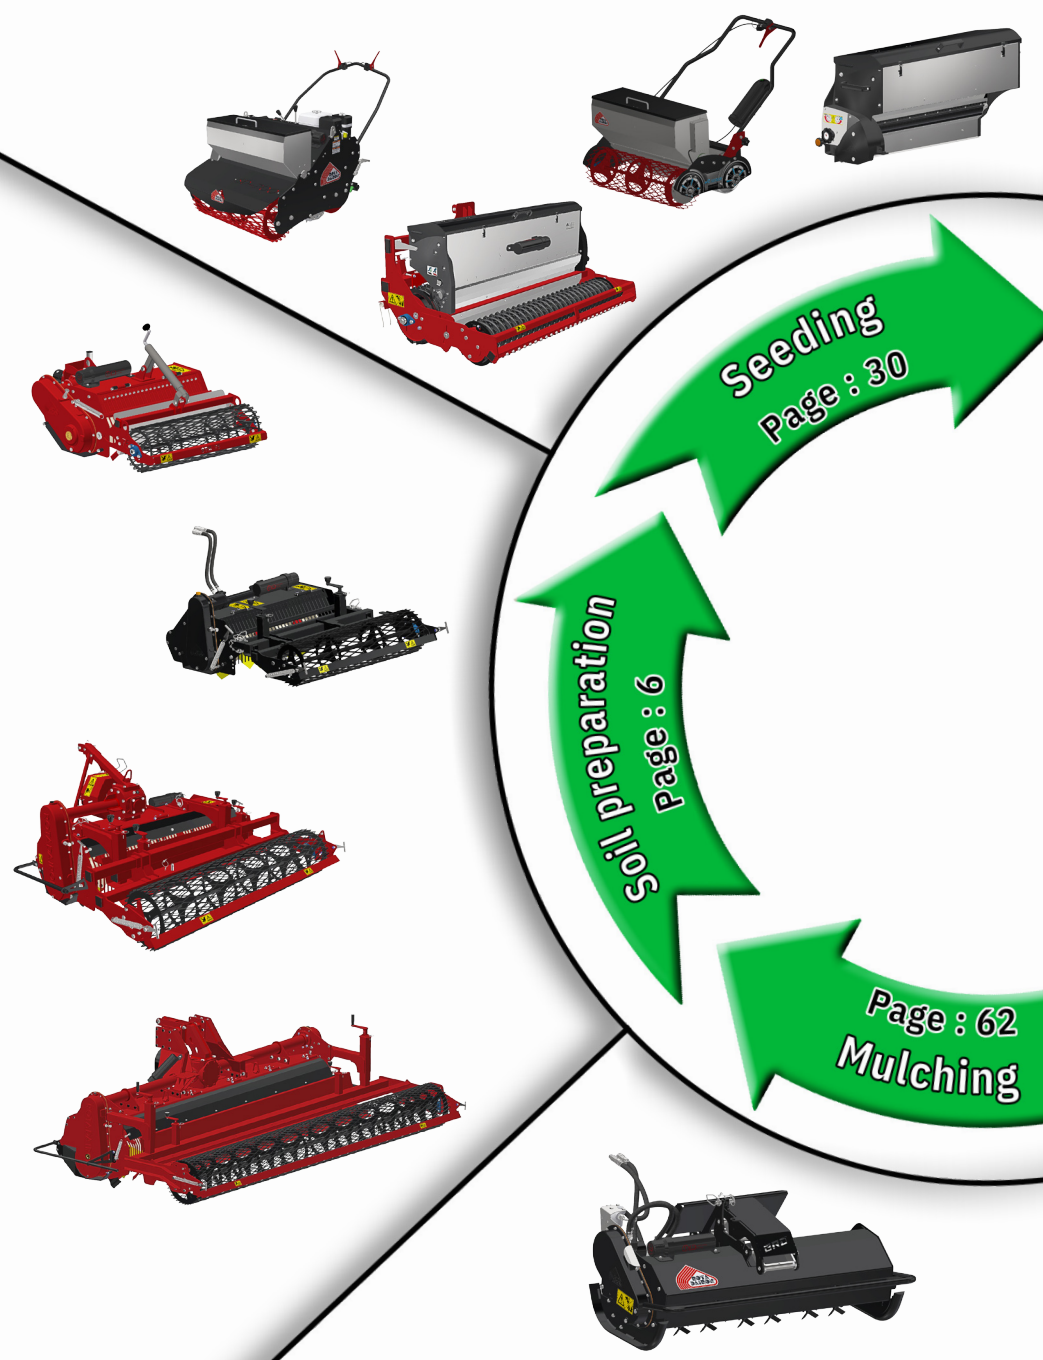 Seeding
Page : 30
Soil preparation
Page : 6
Page : 62
Mulching